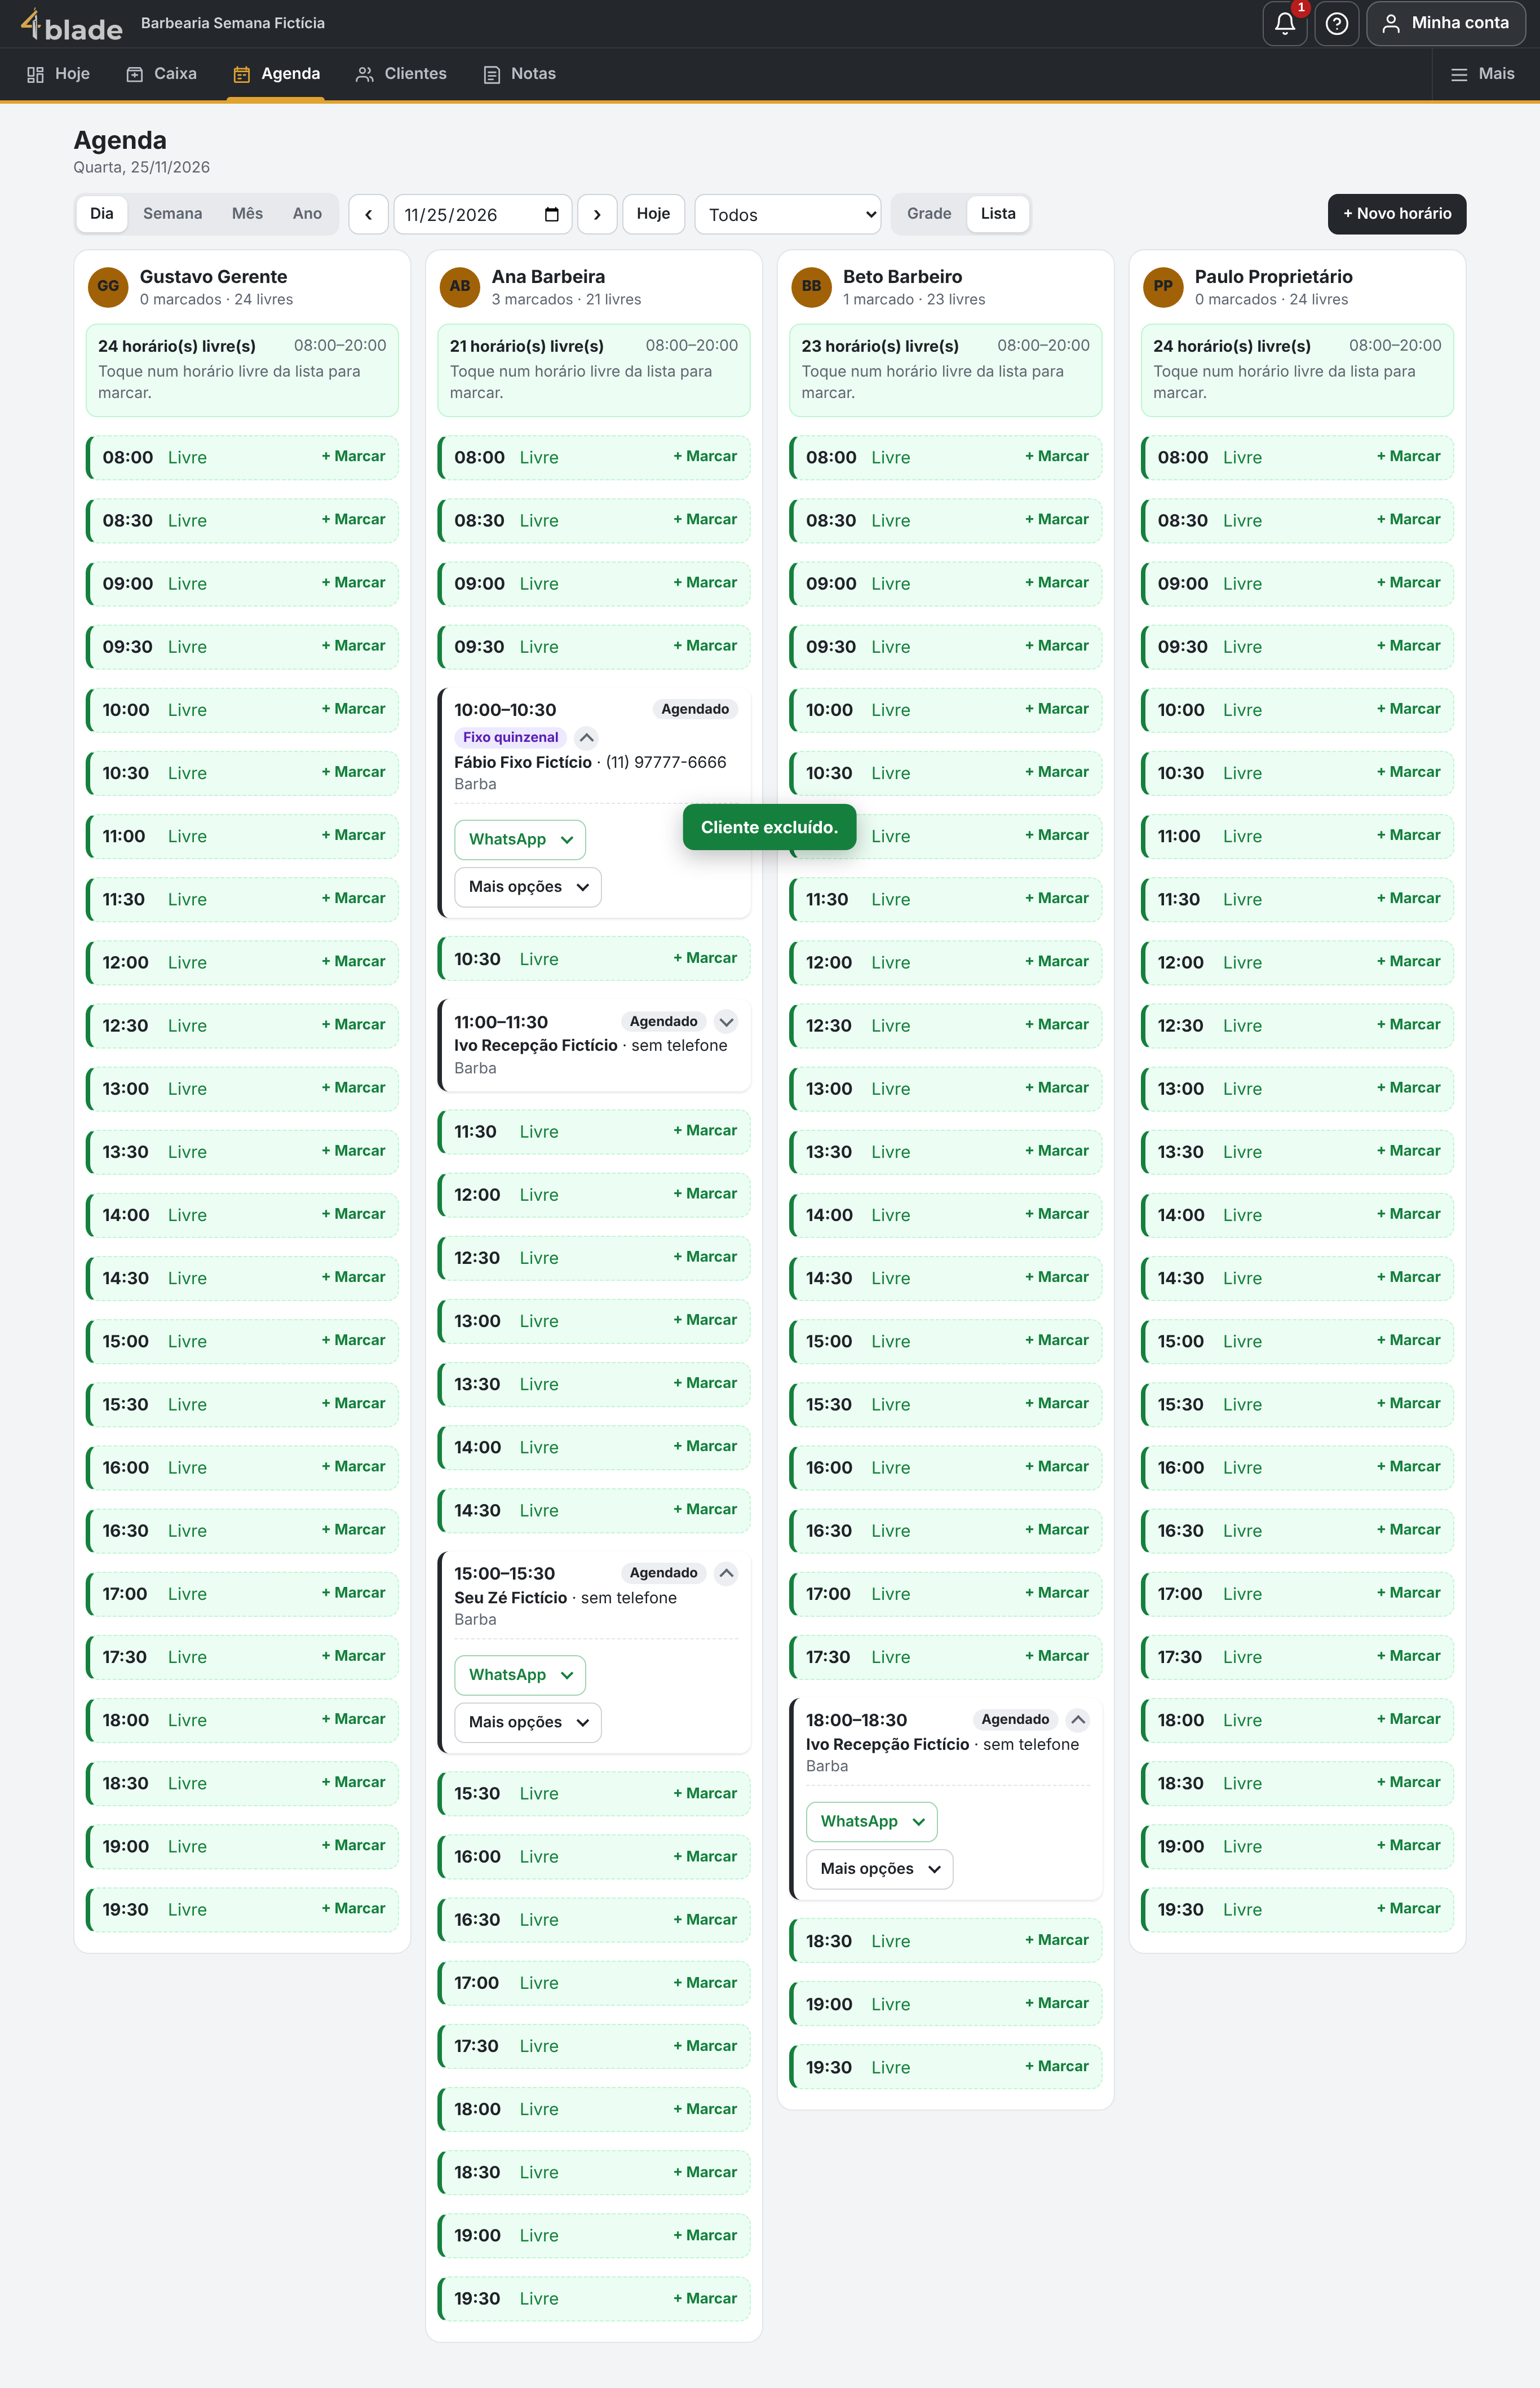 4blade Barbearia Semana Fictícia 1 Minha conta
Hoje Caixa Agenda Clientes Notas Mais
Agenda
Quarta, 25/11/2026
Dia Semana Mês Ano 11/25/2026 Hoje Todos Grade Lista + Novo horário
GG Gustavo Gerente
0 marcados · 24 livres
24 horário(s) livre(s) 08:00–20:00
Toque num horário livre da lista para
marcar.
08:00 Livre + Marcar
08:30 Livre + Marcar
09:00 Livre + Marcar
09:30 Livre + Marcar
10:00 Livre + Marcar
10:30 Livre + Marcar
11:00 Livre + Marcar
11:30 Livre + Marcar
12:00 Livre + Marcar
12:30 Livre + Marcar
13:00 Livre + Marcar
13:30 Livre + Marcar
14:00 Livre + Marcar
14:30 Livre + Marcar
15:00 Livre + Marcar
15:30 Livre + Marcar
16:00 Livre + Marcar
16:30 Livre + Marcar
17:00 Livre + Marcar
17:30 Livre + Marcar
18:00 Livre + Marcar
18:30 Livre + Marcar
19:00 Livre + Marcar
19:30 Livre + Marcar
AB Ana Barbeira
3 marcados · 21 livres
21 horário(s) livre(s) 08:00–20:00
Toque num horário livre da lista para
marcar.
08:00 Livre + Marcar
08:30 Livre + Marcar
09:00 Livre + Marcar
09:30 Livre + Marcar
10:00–10:30 Agendado
Fixo quinzenal
Fábio Fixo Fictício · (11) 97777-6666
Barba
WhatsApp
Mais opções
10:30 Livre + Marcar
11:00–11:30 Agendado
Ivo Recepção Fictício · sem telefone
Barba
11:30 Livre + Marcar
12:00 Livre + Marcar
12:30 Livre + Marcar
13:00 Livre + Marcar
13:30 Livre + Marcar
14:00 Livre + Marcar
14:30 Livre + Marcar
15:00–15:30 Agendado
Seu Zé Fictício · sem telefone
Barba
WhatsApp
Mais opções
15:30 Livre + Marcar
16:00 Livre + Marcar
16:30 Livre + Marcar
17:00 Livre + Marcar
17:30 Livre + Marcar
18:00 Livre + Marcar
18:30 Livre + Marcar
19:00 Livre + Marcar
19:30 Livre + Marcar
Cliente excluído.
BB Beto Barbeiro
1 marcado · 23 livres
23 horário(s) livre(s) 08:00–20:00
Toque num horário livre da lista para
marcar.
08:00 Livre + Marcar
08:30 Livre + Marcar
09:00 Livre + Marcar
09:30 Livre + Marcar
10:00 Livre + Marcar
10:30 Livre + Marcar
Livre + Marcar
11:30 Livre + Marcar
12:00 Livre + Marcar
12:30 Livre + Marcar
13:00 Livre + Marcar
13:30 Livre + Marcar
14:00 Livre + Marcar
14:30 Livre + Marcar
15:00 Livre + Marcar
15:30 Livre + Marcar
16:00 Livre + Marcar
16:30 Livre + Marcar
17:00 Livre + Marcar
17:30 Livre + Marcar
18:00–18:30 Agendado
Ivo Recepção Fictício · sem telefone
Barba
WhatsApp
Mais opções
18:30 Livre + Marcar
19:00 Livre + Marcar
19:30 Livre + Marcar
PP Paulo Proprietário
0 marcados · 24 livres
24 horário(s) livre(s) 08:00–20:00
Toque num horário livre da lista para
marcar.
08:00 Livre + Marcar
08:30 Livre + Marcar
09:00 Livre + Marcar
09:30 Livre + Marcar
10:00 Livre + Marcar
10:30 Livre + Marcar
11:00 Livre + Marcar
11:30 Livre + Marcar
12:00 Livre + Marcar
12:30 Livre + Marcar
13:00 Livre + Marcar
13:30 Livre + Marcar
14:00 Livre + Marcar
14:30 Livre + Marcar
15:00 Livre + Marcar
15:30 Livre + Marcar
16:00 Livre + Marcar
16:30 Livre + Marcar
17:00 Livre + Marcar
17:30 Livre + Marcar
18:00 Livre + Marcar
18:30 Livre + Marcar
19:00 Livre + Marcar
19:30 Livre + Marcar